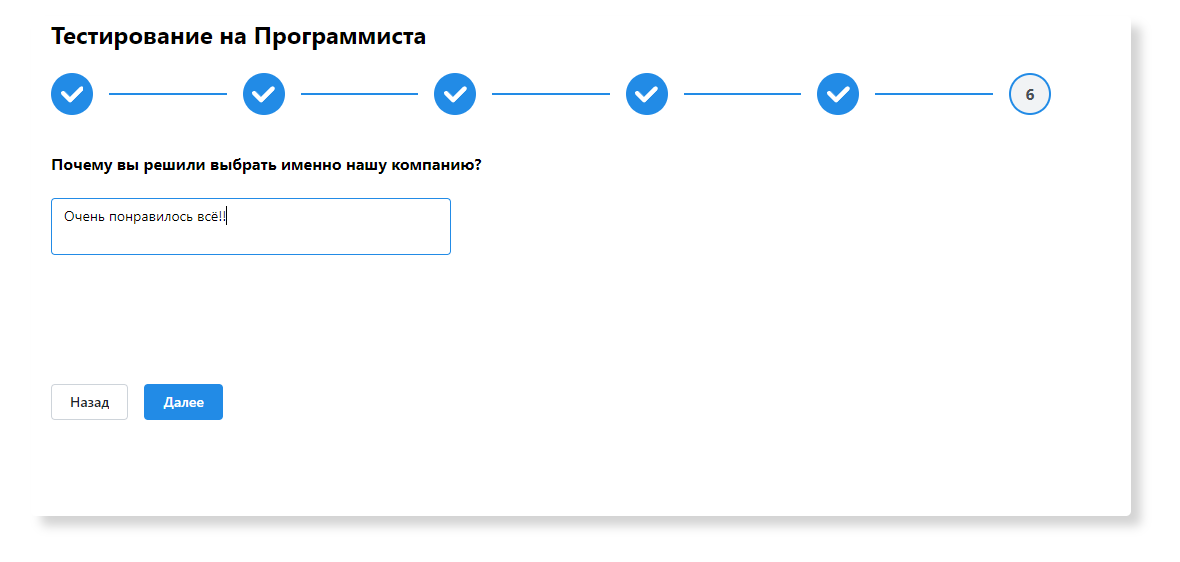 Тестирование на Программиста
6
Почему вы решили выбрать именно нашу компанию?
Очень понравилось всё!!
Назад
Далее